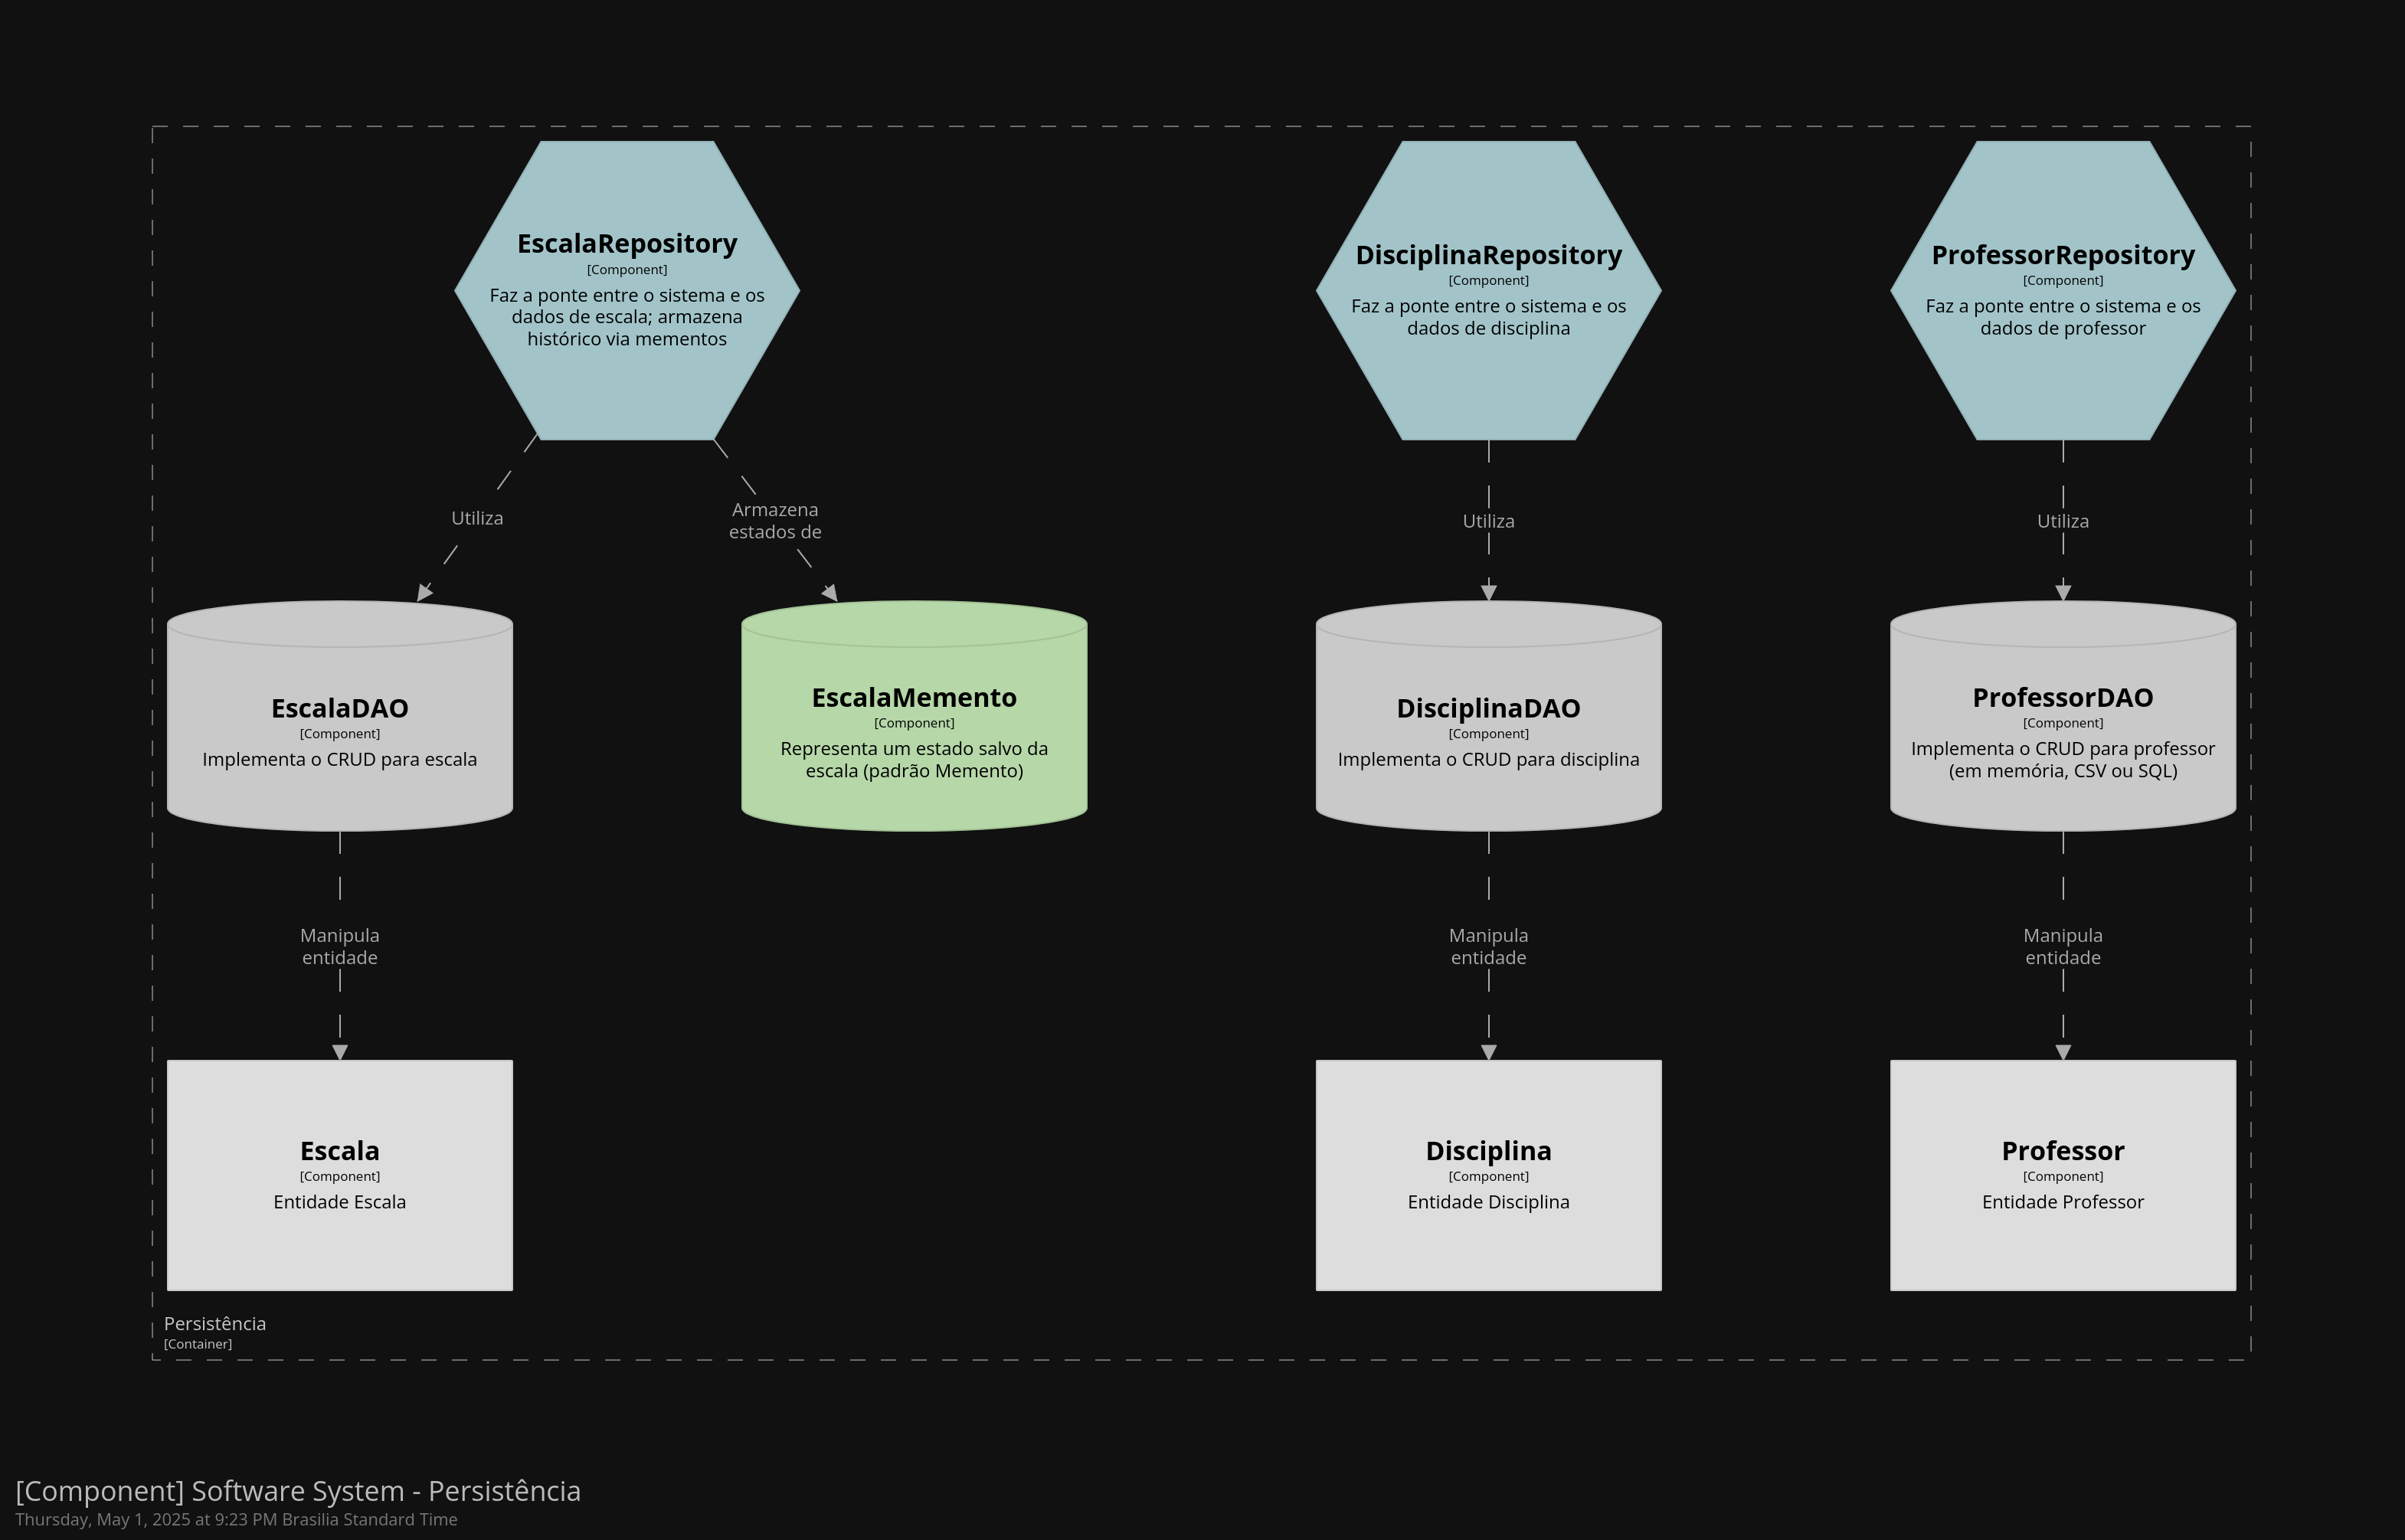 EscalaRepository
[Component]
Faz a ponte entre o sistema e os
dados de escala; armazena
histórico via mementos
DisciplinaRepository
[Component]
Faz a ponte entre o sistema e os
dados de disciplina
ProfessorRepository
[Component]
Faz a ponte entre o sistema e os
dados de professor
Utiliza
Armazena
estados de
Utiliza
Utiliza
EscalaDAO
[Component]
Implementa o CRUD para escala
EscalaMemento
[Component]
Representa um estado salvo da
escala (padrão Memento)
DisciplinaDAO
[Component]
Implementa o CRUD para disciplina
ProfessorDAO
[Component]
Implementa o CRUD para professor
(em memória, CSV ou SQL)
Manipula
entidade
Manipula
entidade
Manipula
entidade
Escala
[Component]
Entidade Escala
Disciplina
[Component]
Entidade Disciplina
Professor
[Component]
Entidade Professor
Persistência
[Container]
[Component] Software System - Persistência
Thursday, May 1, 2025 at 9:23 PM Brasilia Standard Time